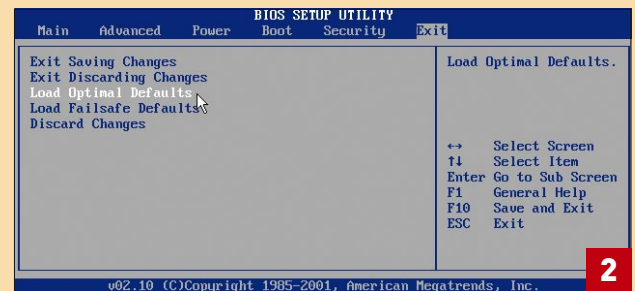 BIOS SETUP UTILITY
Main Advanced Power Boot Security Exit
Exit Saving Changes
Exit Discarding Changes
Load Optimal Defaults
Load Failsafe Defaults
Discard Changes
Load Optimal Defaults.
↔ Select Screen
↑↓ Select Item
Enter Go to Sub Screen
F1 General Help
F10 Save and Exit
ESC Exit
v02.10 (C)Copyright 1985-2001, American Megatrends, Inc.
2